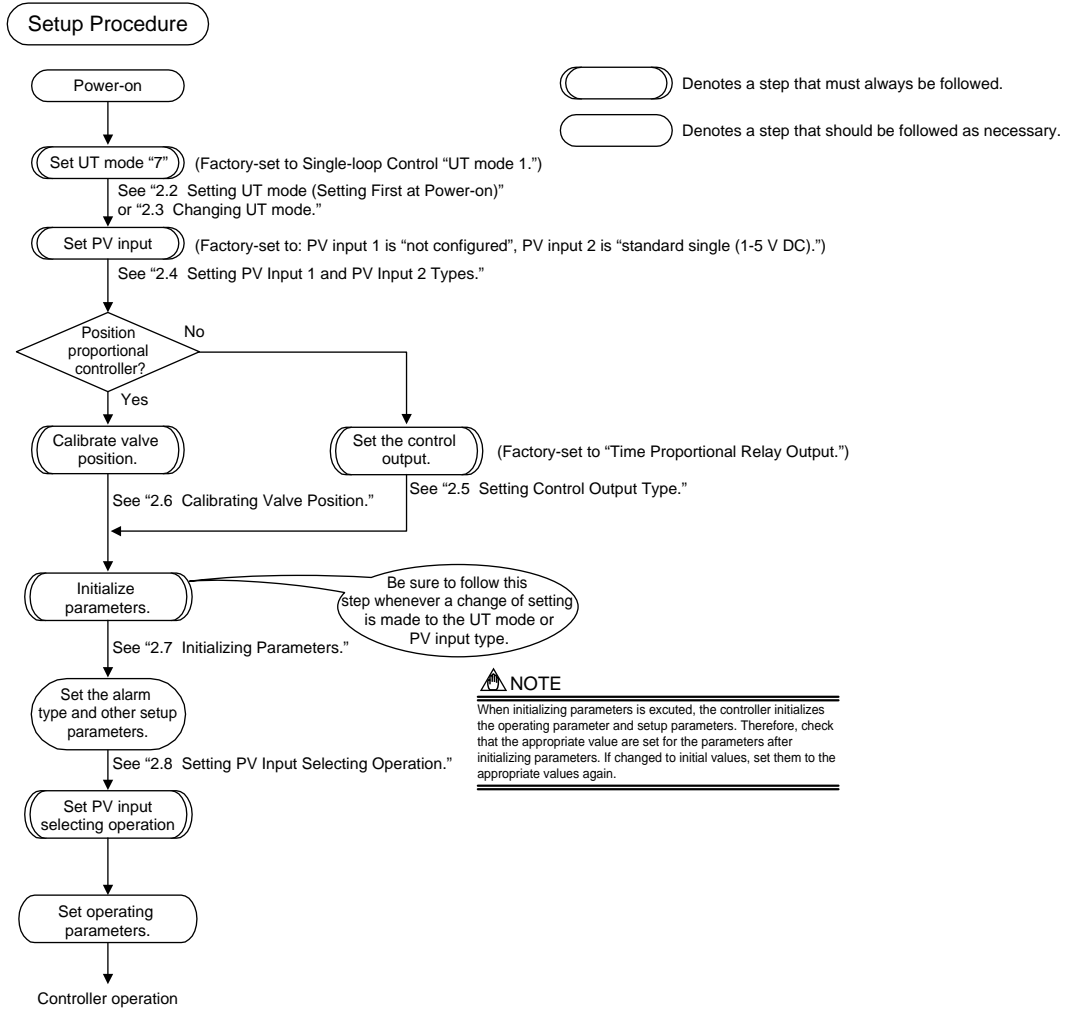 Setup Procedure
Power-on
Denotes a step that must always be followed.
Denotes a step that should be followed as necessary.
Set UT mode “7”
(Factory-set to Single-loop Control “UT mode 1.”)
See “2.2 Setting UT mode (Setting First at Power-on)”
or “2.3 Changing UT mode.”
Set PV input
(Factory-set to: PV input 1 is “not configured”, PV input 2 is “standard single (1-5 V DC).”)
See “2.4 Setting PV Input 1 and PV Input 2 Types.”
Position
proportional
controller?
No
Yes
Calibrate valve
position.
Set the control
output.
(Factory-set to “Time Proportional Relay Output.”)
See “2.6 Calibrating Valve Position.”
See “2.5 Setting Control Output Type.”
Initialize
parameters.
Be sure to follow this
step whenever a change of setting
is made to the UT mode or
PV input type.
See “2.7 Initializing Parameters.”
Set the alarm
type and other setup
parameters.
NOTE
When initializing parameters is excuted, the controller initializes
the operating parameter and setup parameters. Therefore, check
that the appropriate value are set for the parameters after
initializing parameters. If changed to initial values, set them to the
appropriate values again.
See “2.8 Setting PV Input Selecting Operation.”
Set PV input
selecting operation
Set operating
parameters.
Controller operation